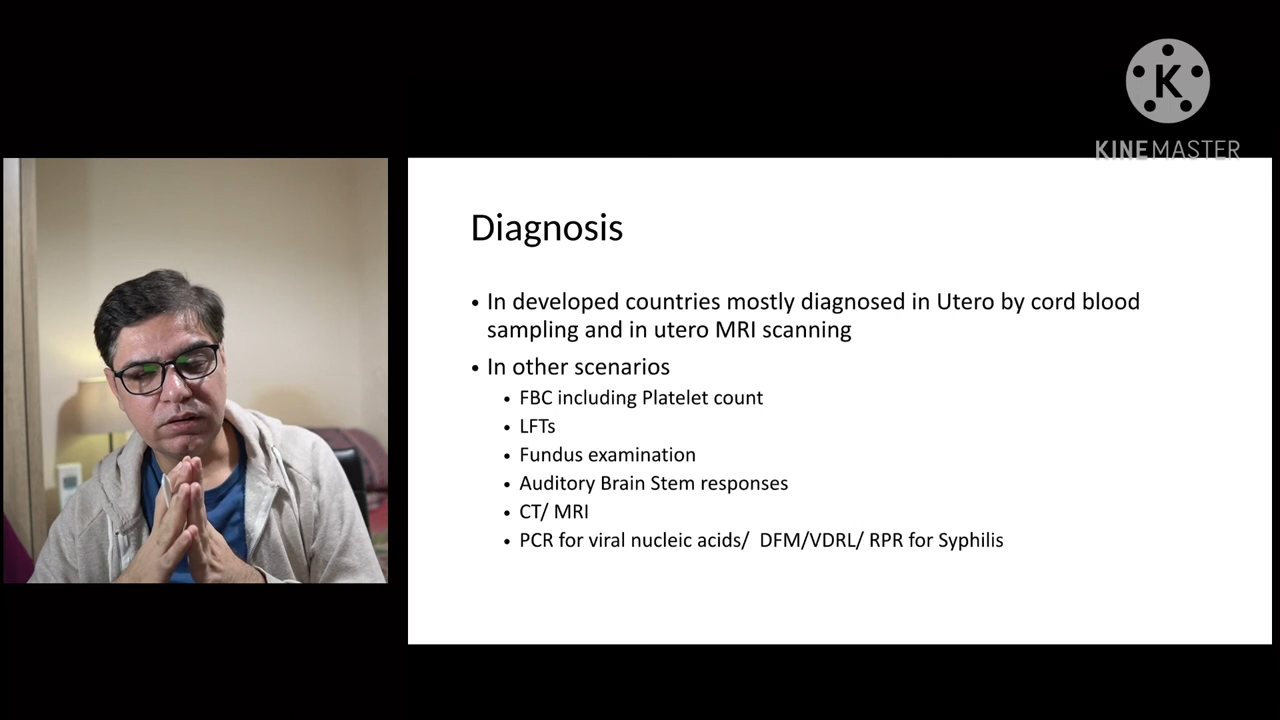 K
KINEMASTER
Diagnosis
• In developed countries mostly diagnosed in Utero by cord blood
sampling and in utero MRI scanning
• In other scenarios
• FBC including Platelet count
• LFTs
• Fundus examination
• Auditory Brain Stem responses
• CT/ MRI
• PCR for viral nucleic acids/ DFM/VDRL/ RPR for Syphilis